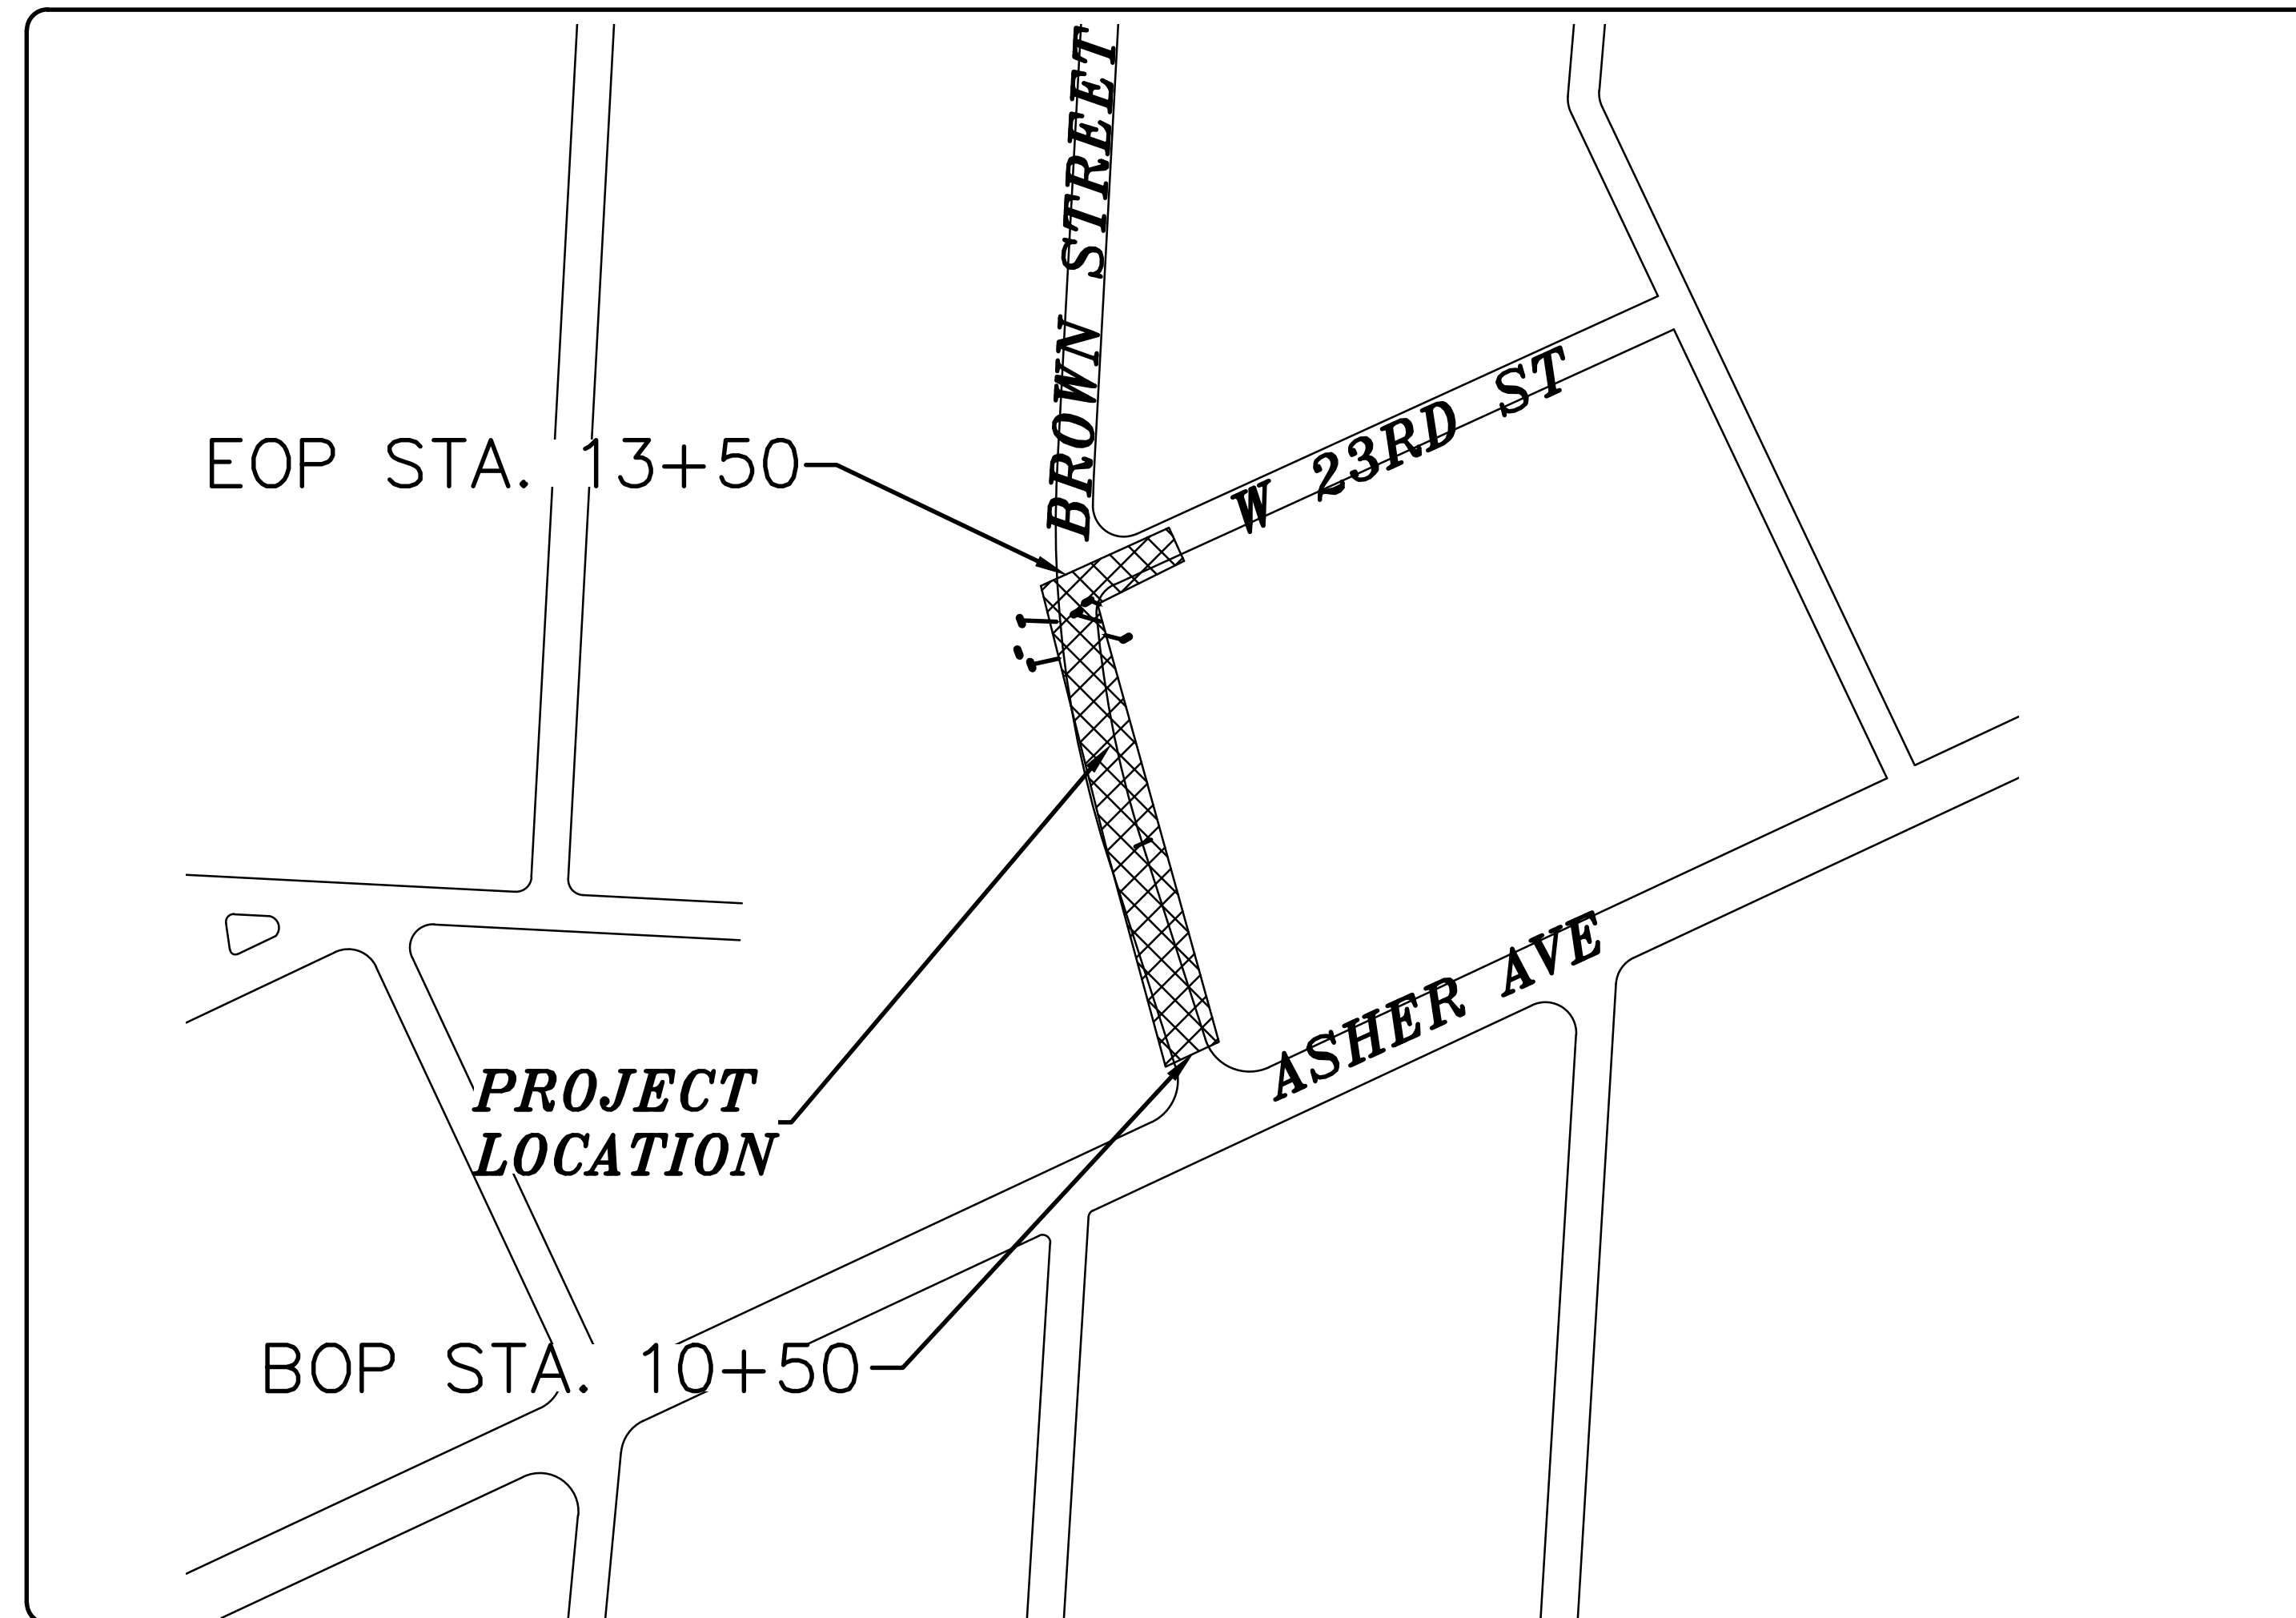 BROWN STREET
W 23RD ST
EOP STA. 13+50
ASHER AVE
PROJECT
LOCATION
BOP STA. 10+50